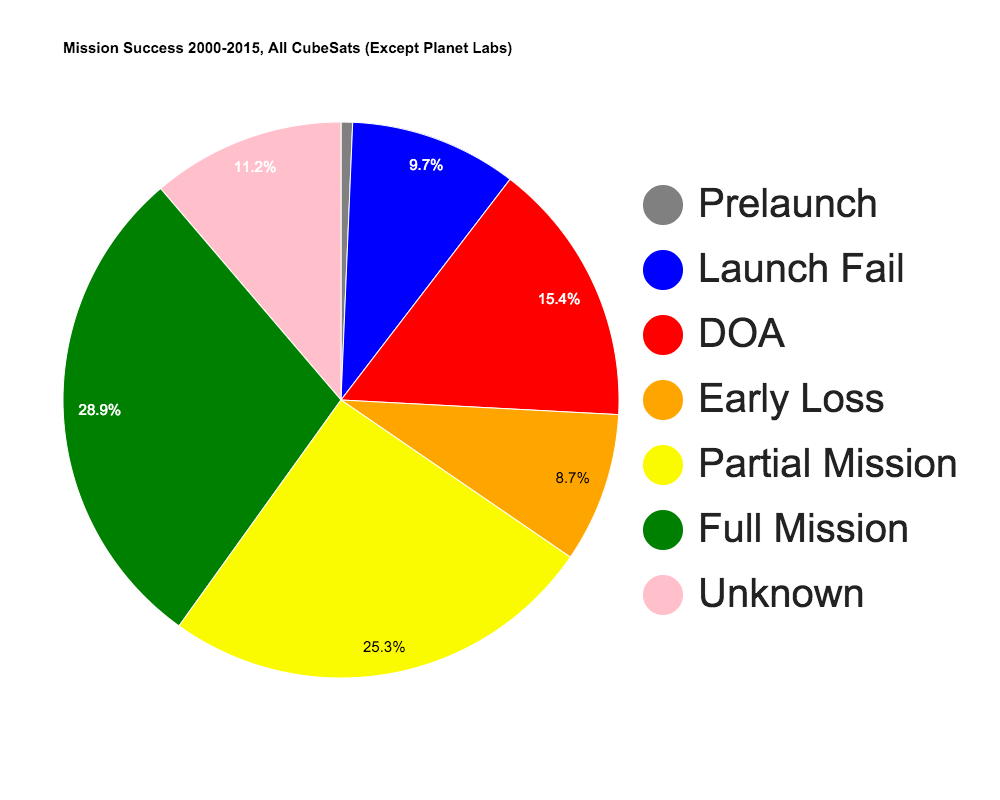 Mission Success 2000-2015, All CubeSats (Except Planet Labs)
11.2%
9.7%
15.4%
28.9%
8.7%
25.3%
Prelaunch
Launch Fail
DOA
Early Loss
Partial Mission
Full Mission
Unknown